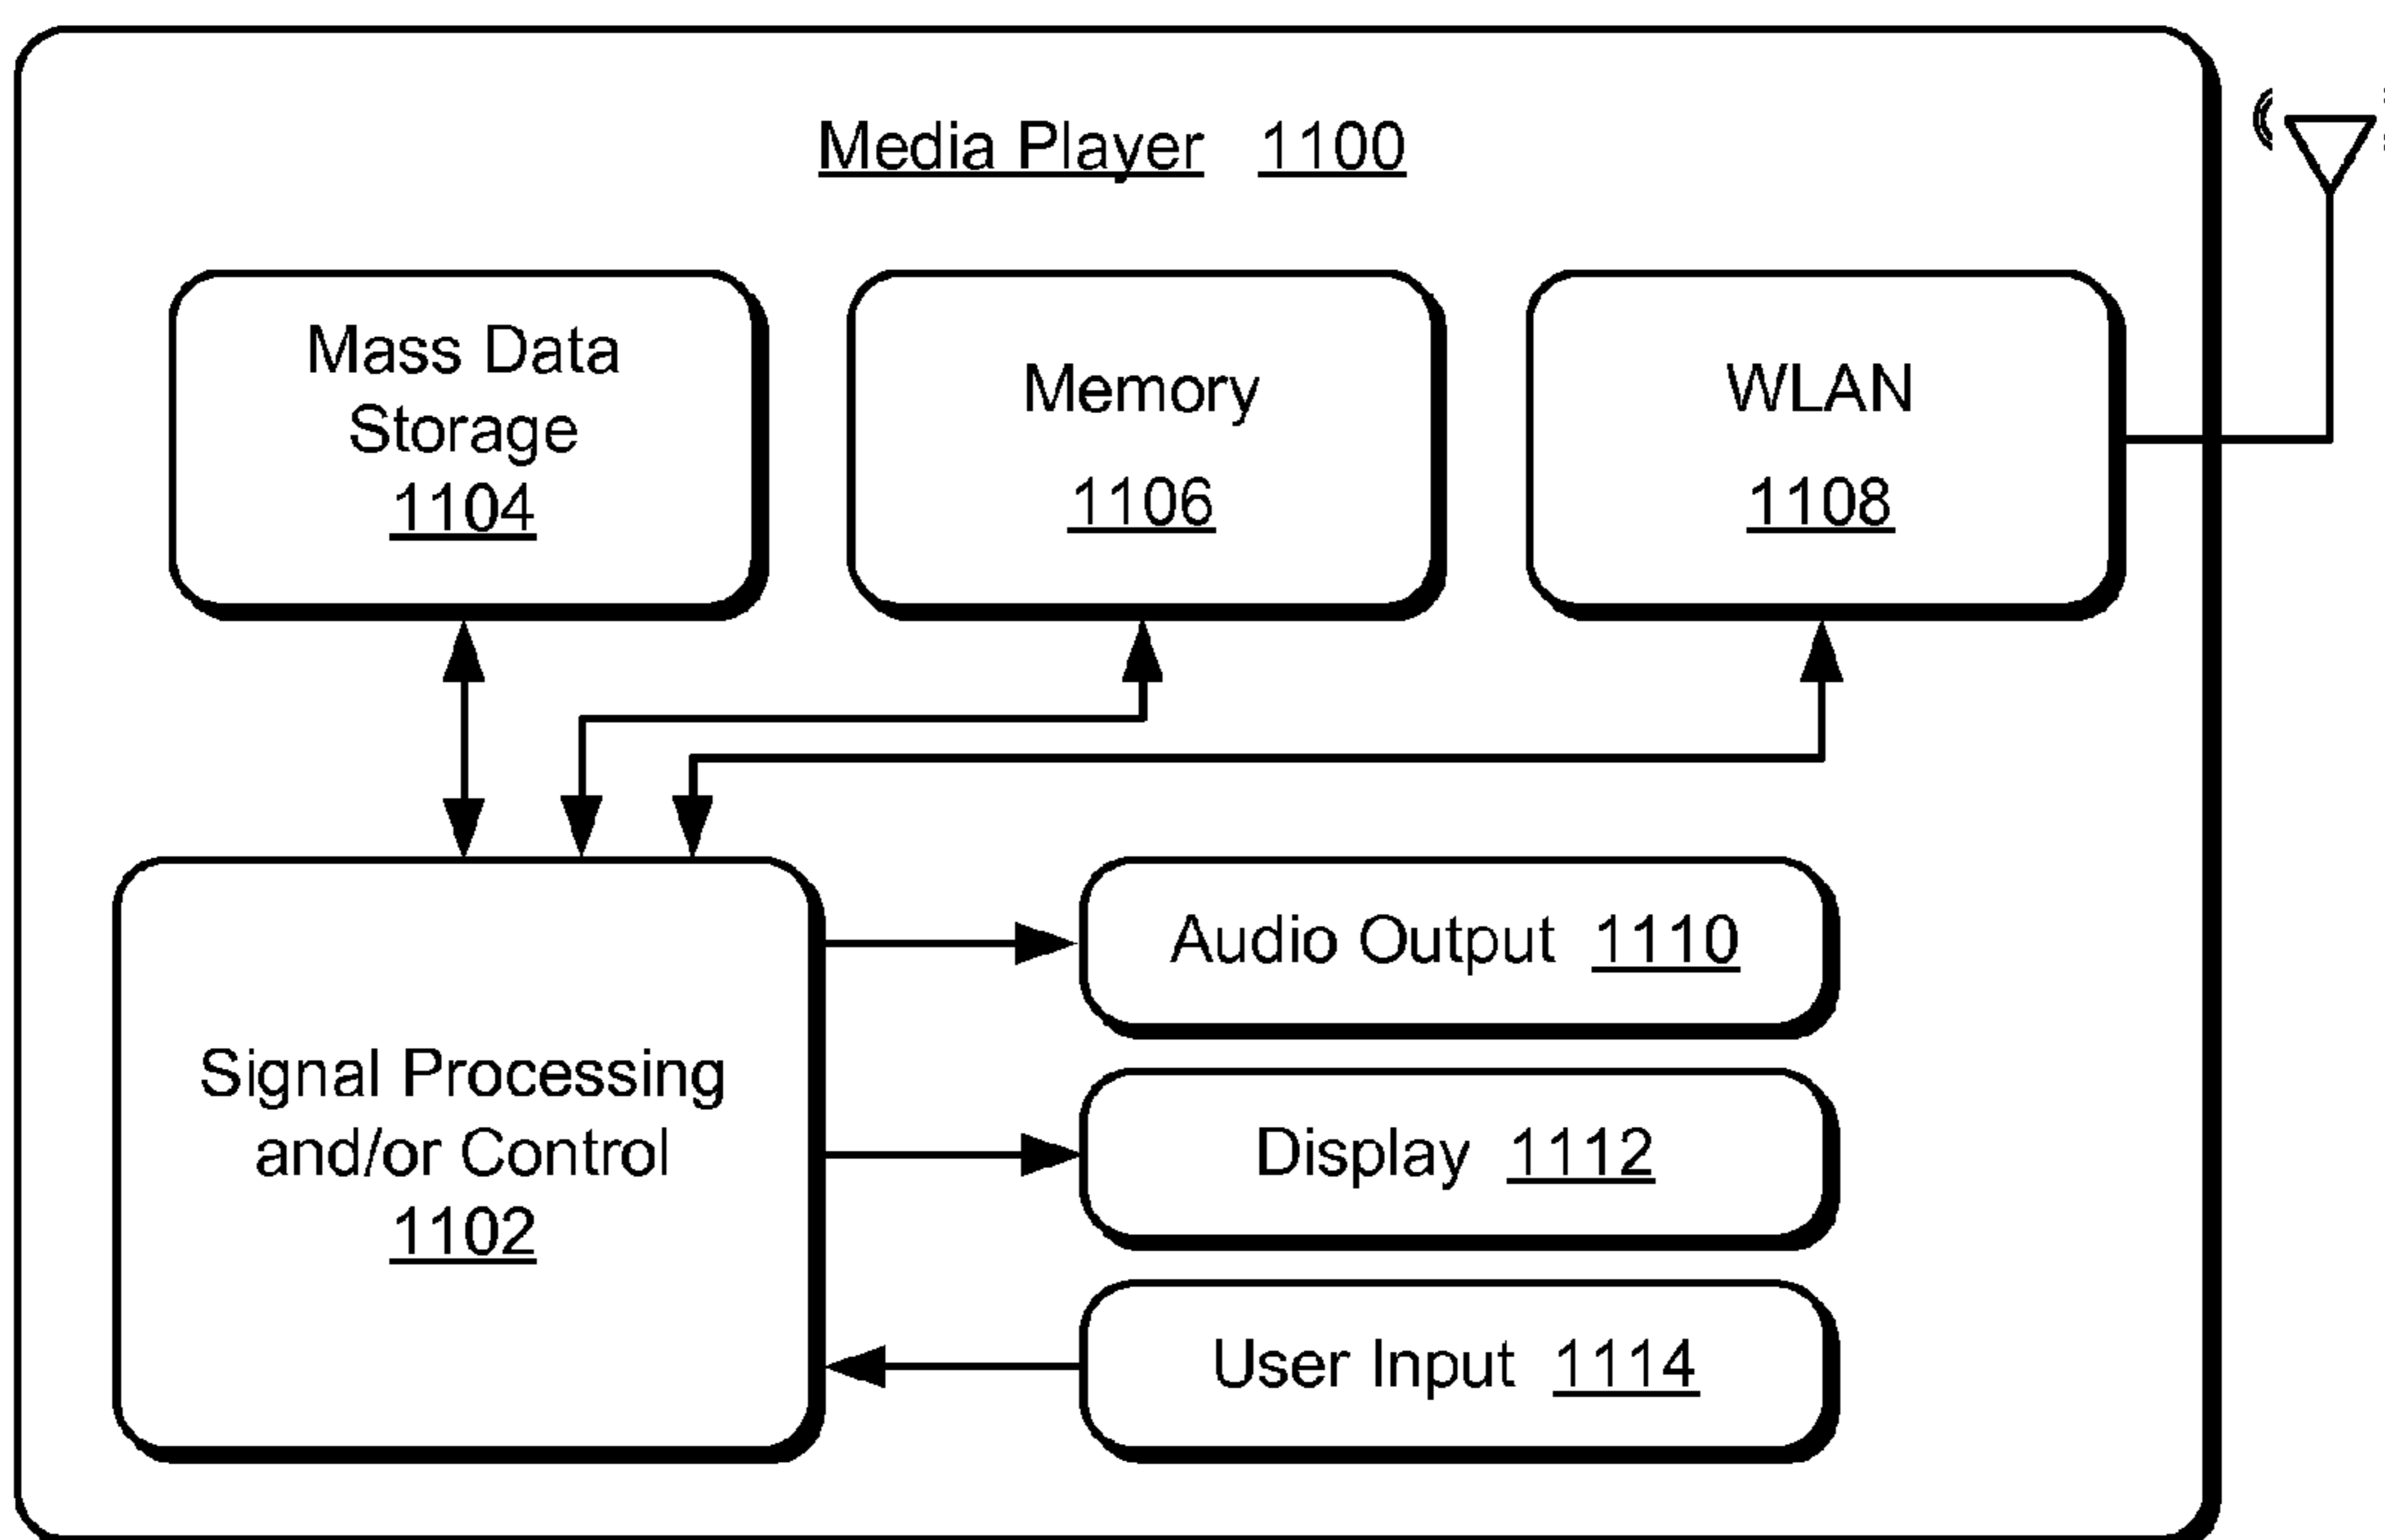 Media Player 1100
Mass Data
Storage
1104
Memory
1106
WLAN
1108
Signal Processing
and/or Control
1102
Audio Output 1110
Display 1112
User Input 1114